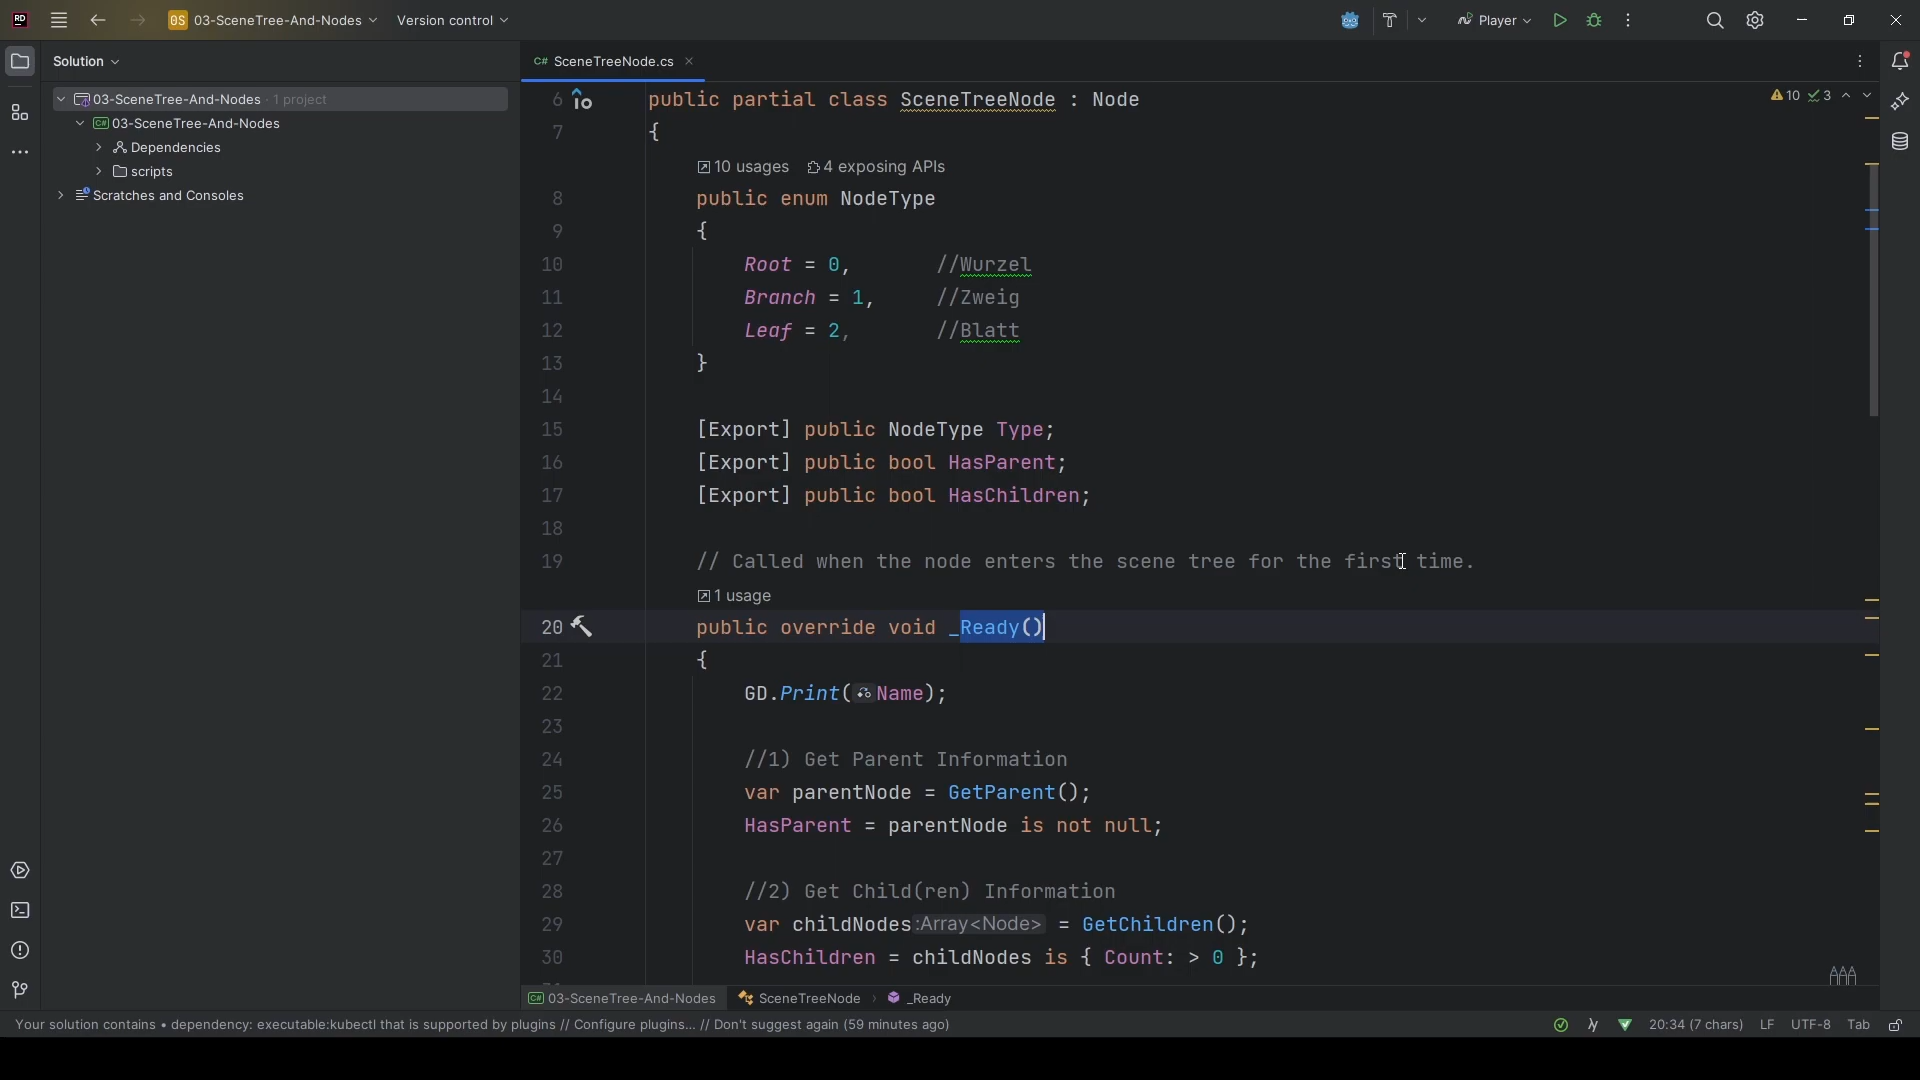 RD
0S 03-SceneTree-And-Nodes
Version control
Player
Solution
C# SceneTreeNode.cs
03-SceneTree-And-Nodes · 1 project
C# 03-SceneTree-And-Nodes
Dependencies
scripts
Scratches and Consoles
10 3
6 public partial class SceneTreeNode : Node
7 {
10 usages 4 exposing APIs
8 public enum NodeType
9 {
10 Root = 0, //Wurzel
11 Branch = 1, //Zweig
12 Leaf = 2, //Blatt
13 }
14
15 [Export] public NodeType Type;
16 [Export] public bool HasParent;
17 [Export] public bool HasChildren;
18
19 // Called when the node enters the scene tree for the first time.
1 usage
20 public override void _Ready()
21 {
22 GD.Print(Name);
23
24 //1) Get Parent Information
25 var parentNode = GetParent();
26 HasParent = parentNode is not null;
27
28 //2) Get Child(ren) Information
29 var childNodes :Array<Node> = GetChildren();
30 HasChildren = childNodes is { Count: > 0 };
C# 03-SceneTree-And-Nodes SceneTreeNode › _Ready
Your solution contains • dependency: executable:kubectl that is supported by plugins // Configure plugins... // Don't suggest again (59 minutes ago)
20:34 (7 chars) LF UTF-8 Tab